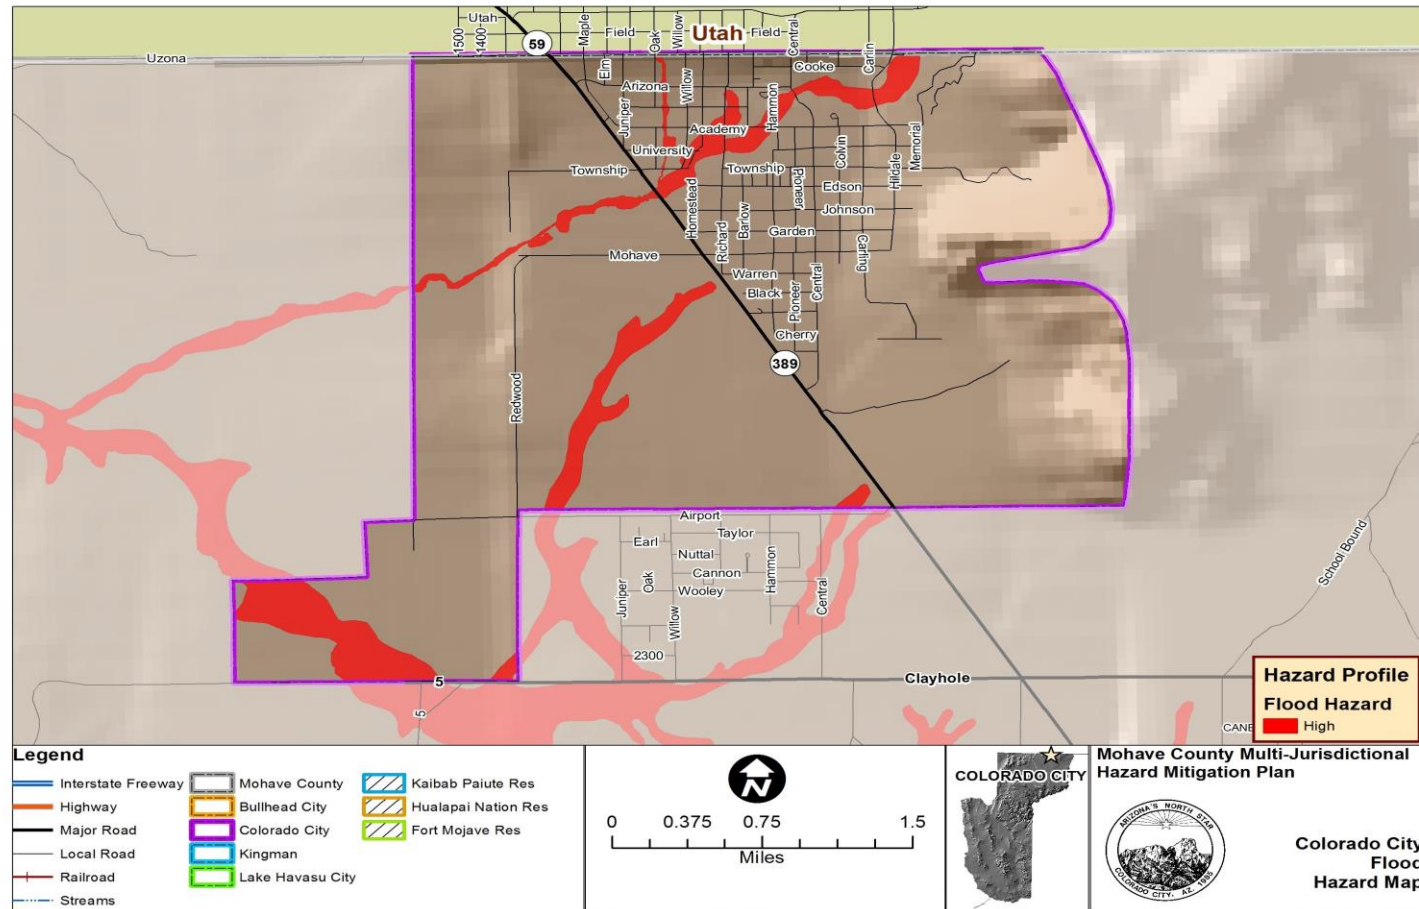 Utah
1500
1400
59
Maple
Field
Oak
Willow
Utah
Field
Central
Carlin
Uzona
Elm
Cooke
Arizona
Willow
Juniper
Academy
Hammon
University
Colvin
Memorial
Hildale
Township
Township
Pioneer
Edson
Homestead
Johnson
Richard
Barlow
Garden
Carling
Mohave
Warren
Central
Black
Pioneer
Cherry
389
Redwood
Airport
Earl
Taylor
Nuttal
Cannon
Wooley
Juniper
Oak
Willow
Hammon
Central
School Bound
2300
5
Clayhole
5
CANE
Hazard Profile
Flood Hazard
High
Legend
Interstate Freeway
Highway
Major Road
Local Road
Railroad
Streams
Mohave County
Bullhead City
Colorado City
Kingman
Lake Havasu City
Kaibab Paiute Res
Hualapai Nation Res
Fort Mojave Res
N
0 0.375 0.75 1.5
Miles
COLORADO CITY
Mohave County Multi-Jurisdictional
Hazard Mitigation Plan
ARIZONA'S NORTH STAR
COLORADO CITY, AZ. 1985
Colorado City
Flood
Hazard Map